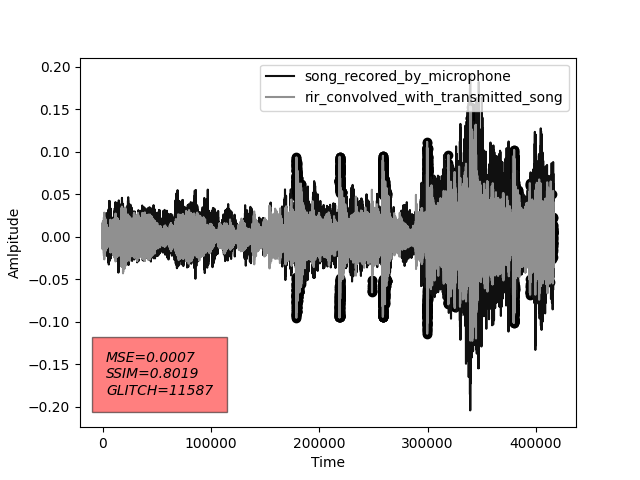 song_recored_by_microphone
rir_convolved_with_transmitted_song
0.20
0.15
0.10
0.05
0.00
−0.05
−0.10
−0.15
−0.20
Amlpitude
MSE=0.0007
SSIM=0.8019
GLITCH=11587
0 100000 200000 300000 400000
Time